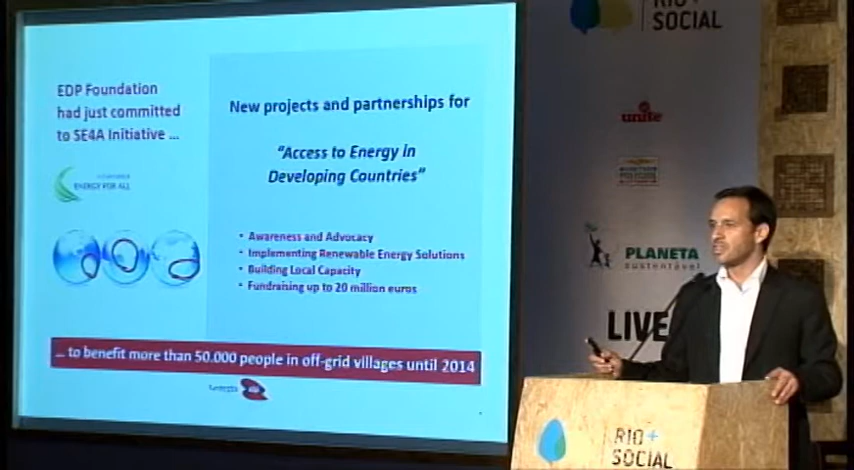 EDP Foundation
had just committed
to SE4A Initiative ...
ENERGY FOR ALL
New projects and partnerships for
“Access to Energy in
Developing Countries”
• Awareness and Advocacy
• Implementing Renewable Energy Solutions
• Building Local Capacity
• Fundraising up to 20 million euros
... to benefit more than 50.000 people in off-grid villages until 2014
RIO+
SOCIAL
unite
PLANETA
sustentável
LIVE
RIO+
SOCIAL